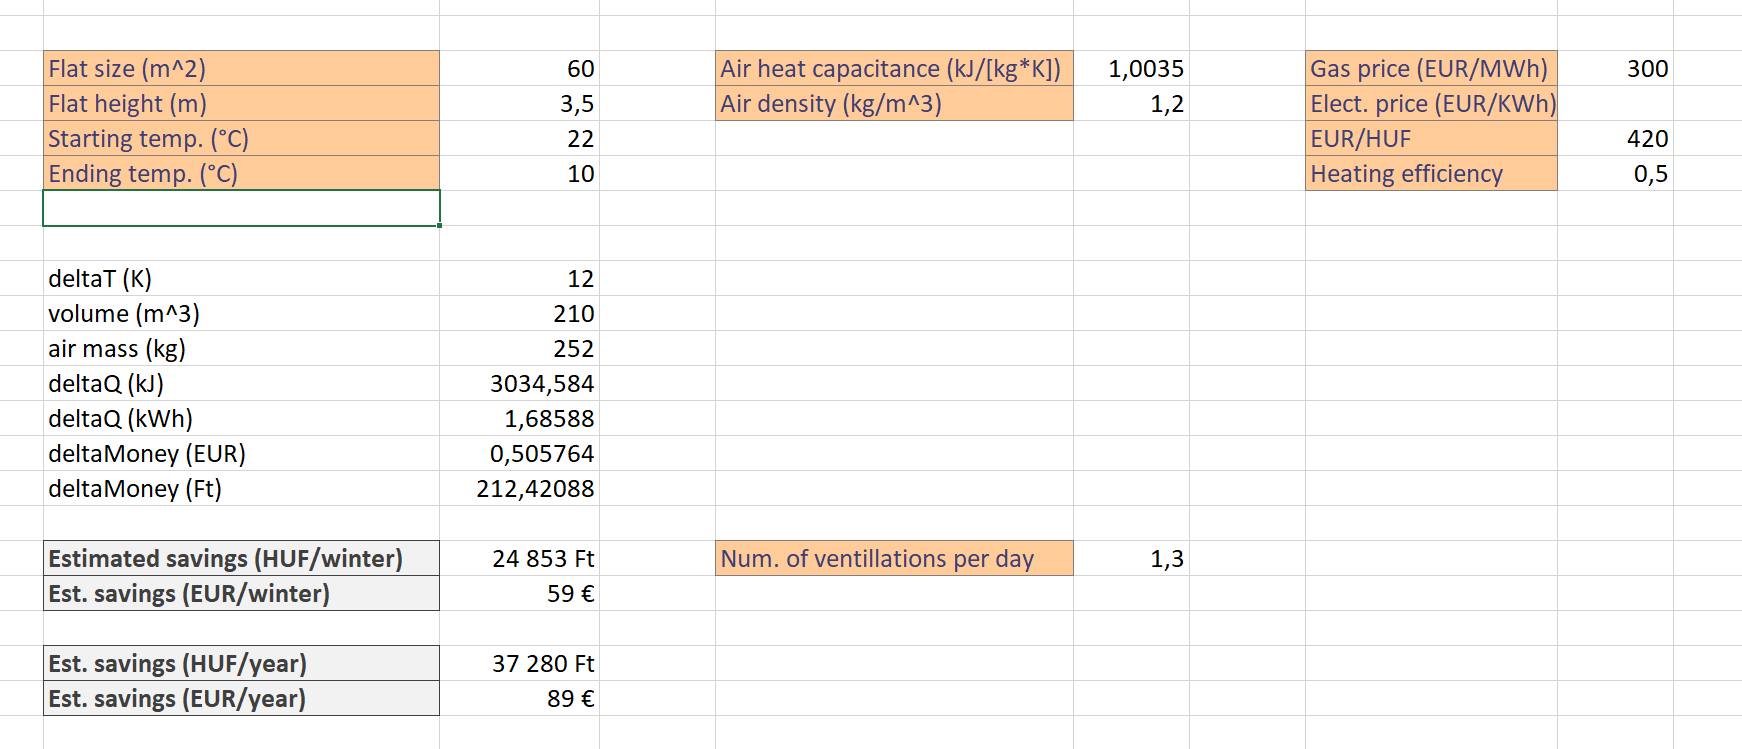 Flat size (m^2) 60 Air heat capacitance (kJ/[kg*K]) 1,0035 Gas price (EUR/MWh) 300
Flat height (m) 3,5 Air density (kg/m^3) 1,2 Elect. price (EUR/KWh)
Starting temp. (°C) 22 EUR/HUF 420
Ending temp. (°C) 10 Heating efficiency 0,5
deltaT (K) 12
volume (m^3) 210
air mass (kg) 252
deltaQ (kJ) 3034,584
deltaQ (kWh) 1,68588
deltaMoney (EUR) 0,505764
deltaMoney (Ft) 212,42088
Estimated savings (HUF/winter) 24 853 Ft Num. of ventillations per day 1,3
Est. savings (EUR/winter) 59 €
Est. savings (HUF/year) 37 280 Ft
Est. savings (EUR/year) 89 €